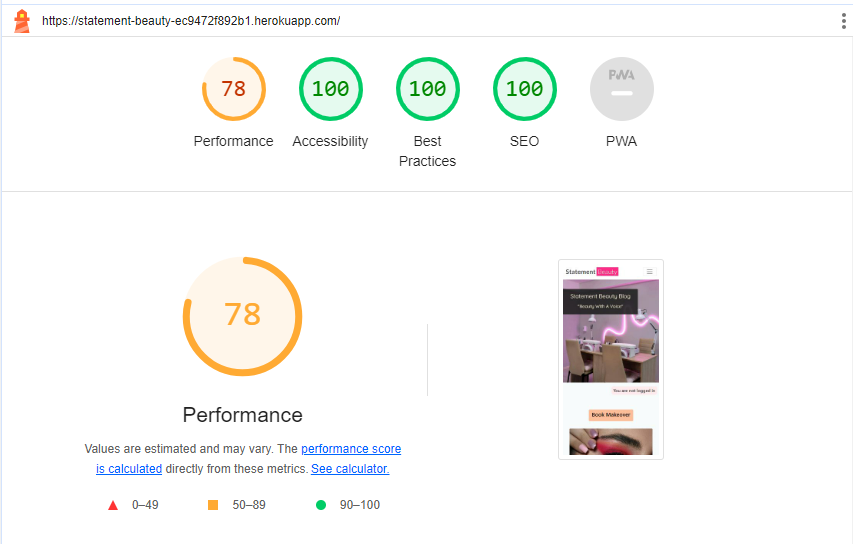 https://statement-beauty-ec9472f892b1.herokuapp.com/
78
100
100
100
PWA
Performance
Accessibility
Best
Practices
SEO
PWA
78
Performance
Values are estimated and may vary. The performance score
is calculated directly from these metrics. See calculator.
0–49
50–89
90–100
Statement Beauty
Statement Beauty Blog
"Beauty With A Voice"
You are not logged in
Book Makeover